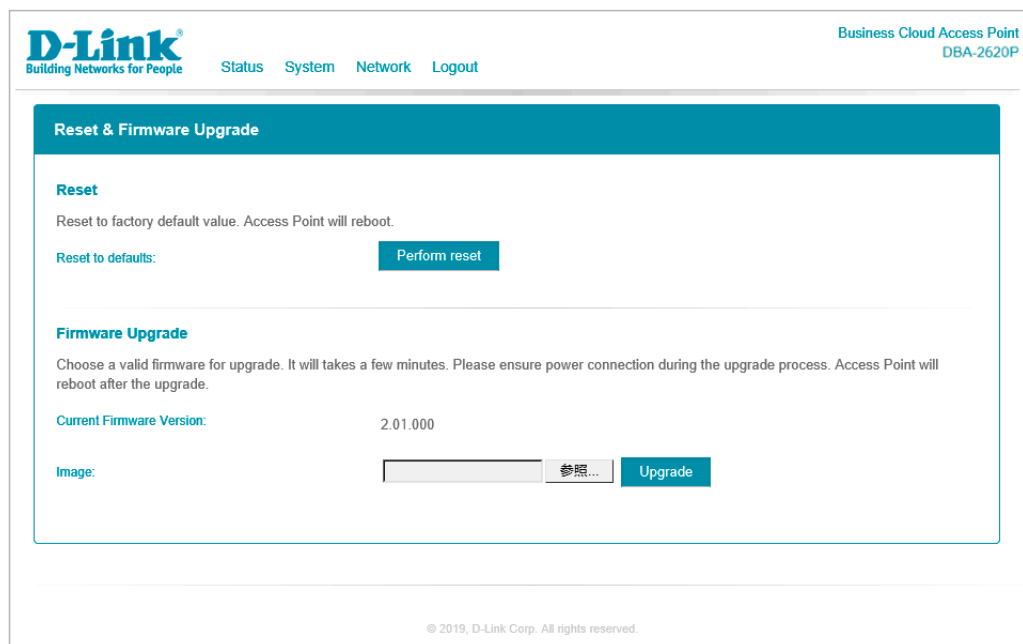 D-Link®
Building Networks for People
Status System Network Logout
Business Cloud Access Point
DBA-2620P
Reset & Firmware Upgrade
Reset
Reset to factory default value. Access Point will reboot.
Reset to defaults:
Perform reset
Firmware Upgrade
Choose a valid firmware for upgrade. It will takes a few minutes. Please ensure power connection during the upgrade process. Access Point will
reboot after the upgrade.
Current Firmware Version:
2.01.000
Image:
参照...
Upgrade
© 2019, D-Link Corp. All rights reserved.